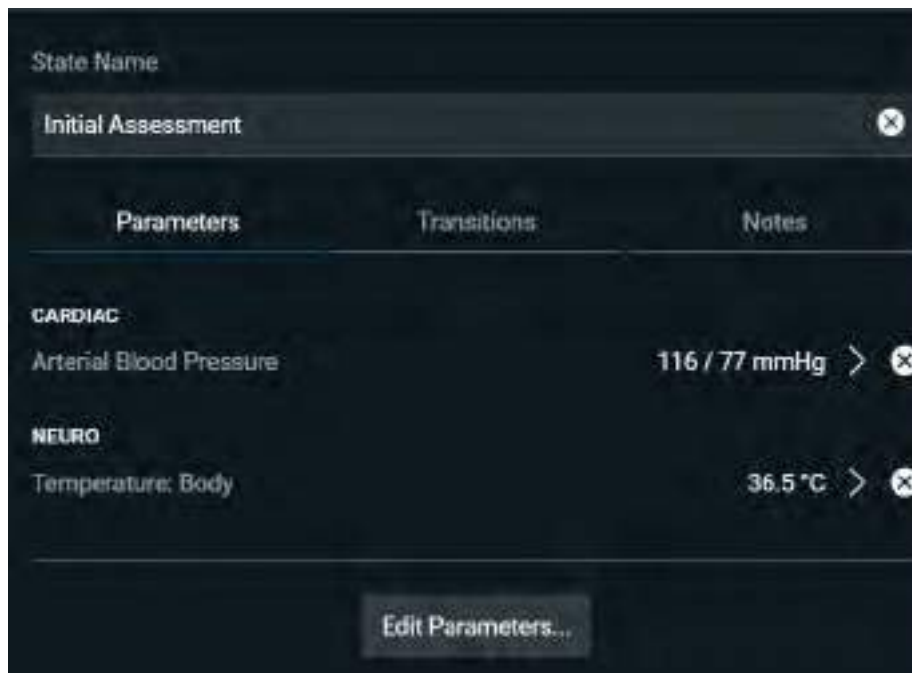 State Name
Initial Assessment
Parameters Transitions Notes
CARDIAC
Arterial Blood Pressure 116 / 77 mmHg
NEURO
Temperature: Body 36.5 °C
Edit Parameters...